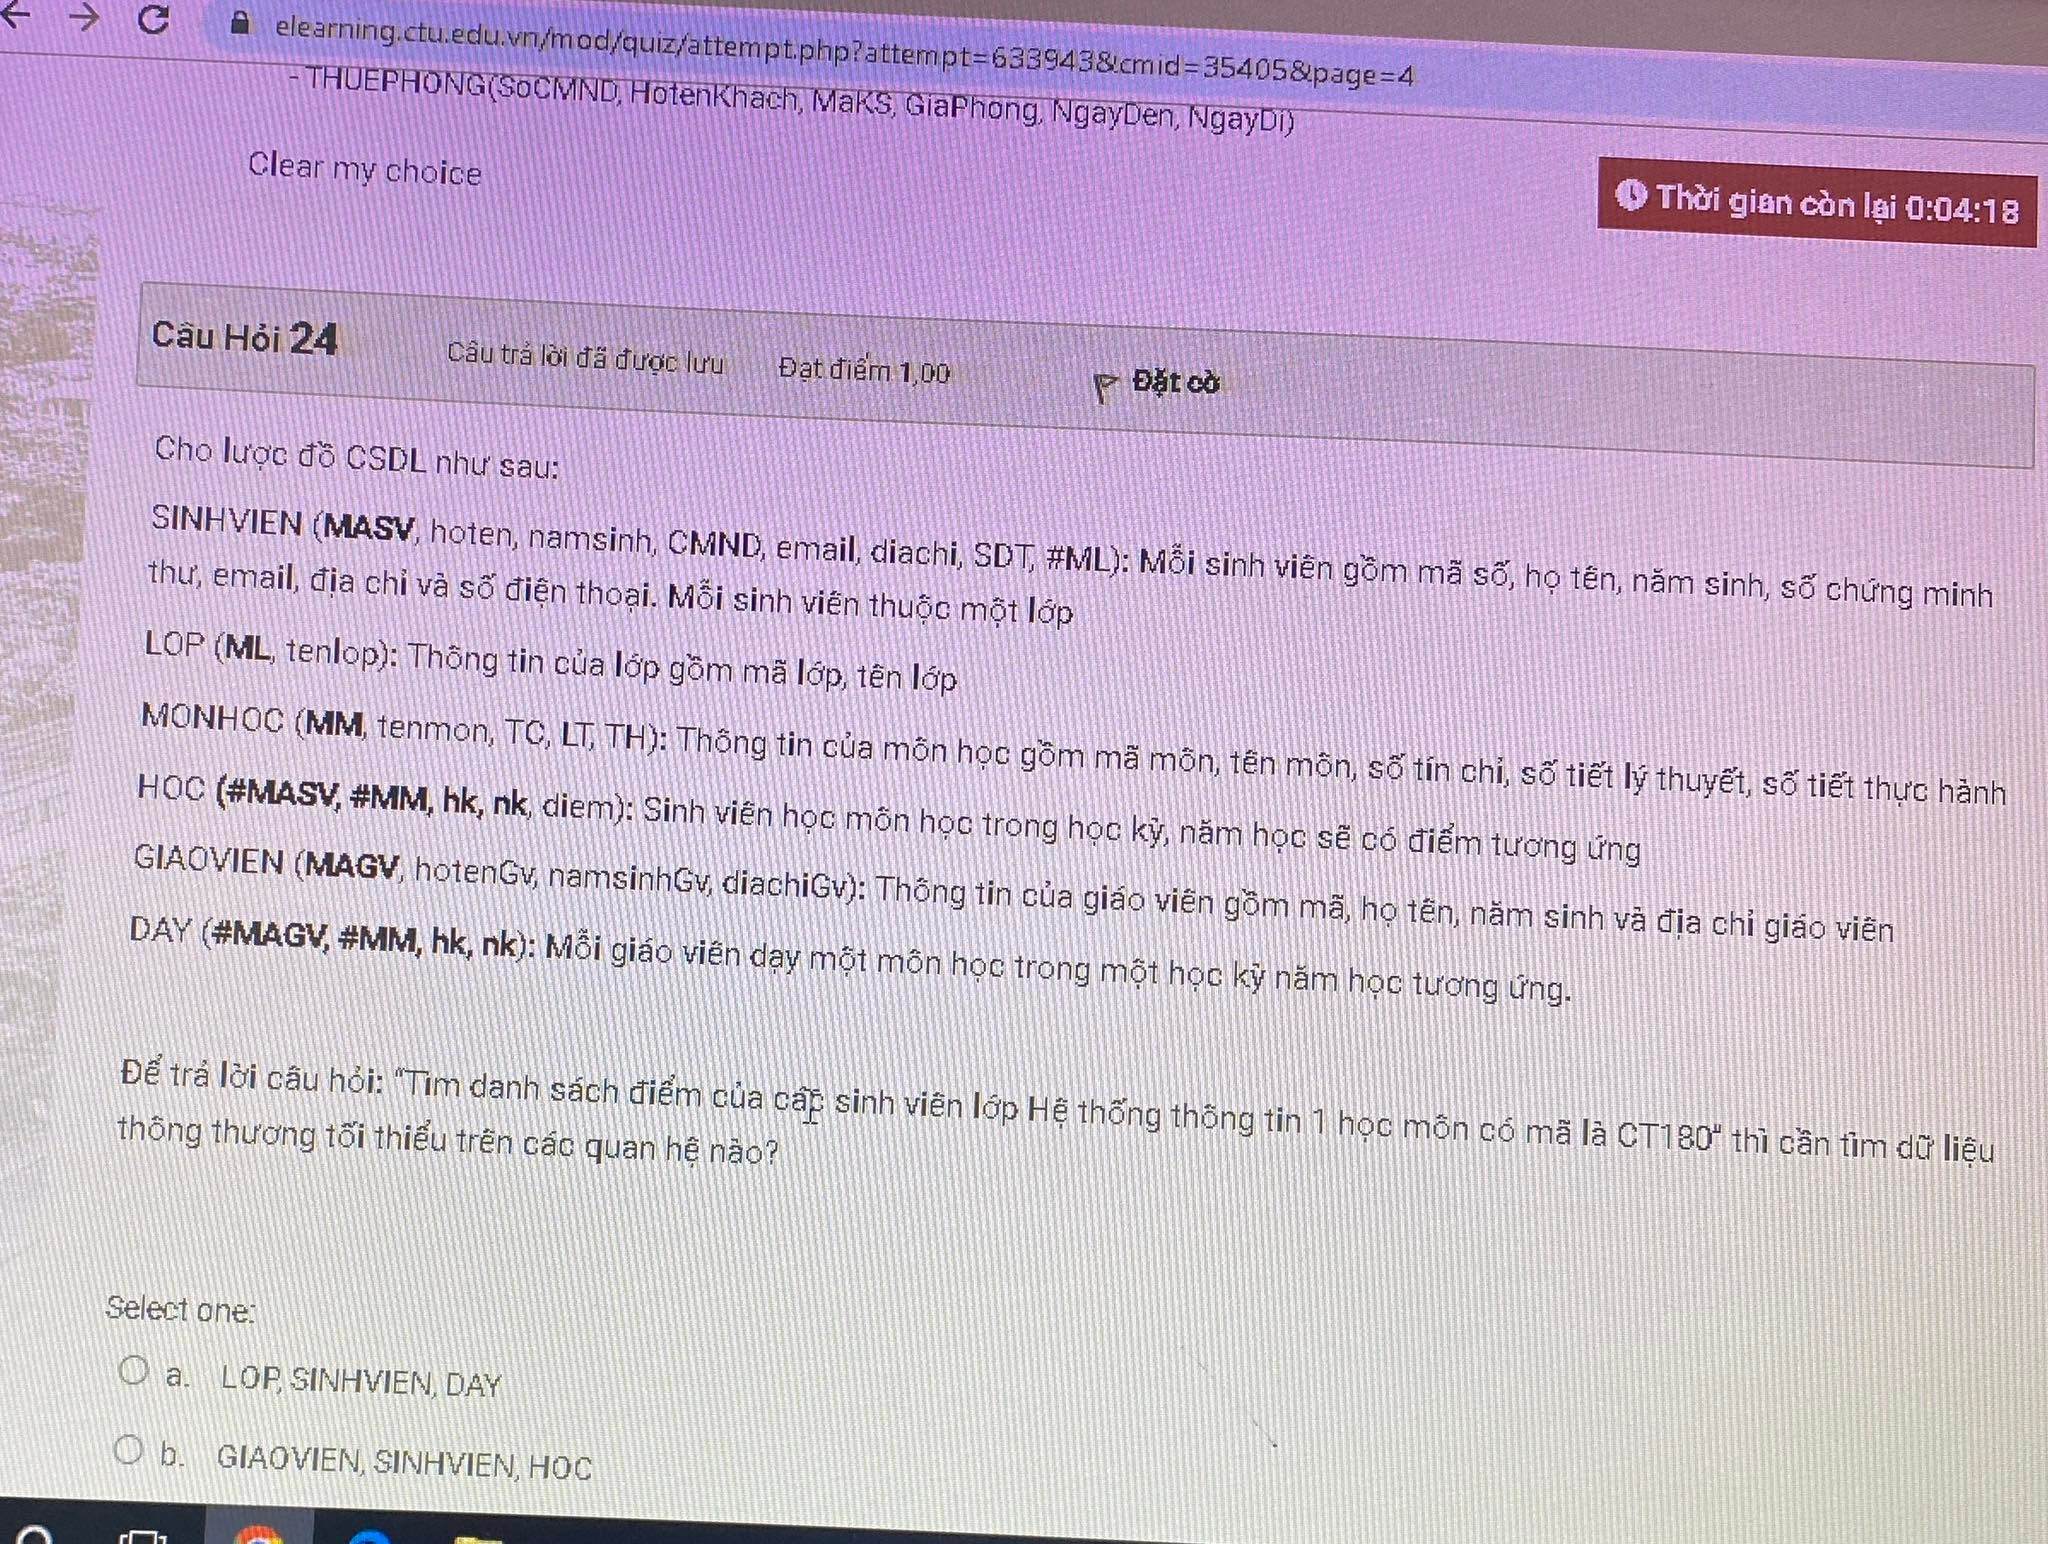 elearning.ctu.edu.vn/mod/quiz/attempt.php?attempt=633943&cmid=35405&page=4
- THUEPHONG(SoCMND, HotenKhach, MaKS, GiaPhong, NgayDen, NgayDi)
Clear my choice
Thời gian còn lại 0:04:18
Câu Hỏi 24 Câu trả lời đã được lưu Đạt điểm 1,00 Đặt cờ
Cho lược đồ CSDL như sau:
SINHVIEN (MASV, hoten, namsinh, CMND, email, diachi, SDT, #ML): Mỗi sinh viên gồm mã số, họ tên, năm sinh, số chứng minh
thư, email, địa chỉ và số điện thoại. Mỗi sinh viên thuộc một lớp
LOP (ML, tenlop): Thông tin của lớp gồm mã lớp, tên lớp
MONHOC (MM, tenmon, TC, LT, TH): Thông tin của môn học gồm mã môn, tên môn, số tín chỉ, số tiết lý thuyết, số tiết thực hành
HOC (#MASV, #MM, hk, nk, diem): Sinh viên học môn học trong học kỳ, năm học sẽ có điểm tương ứng
GIAOVIEN (MAGV, hotenGv, namsinhGv, diachiGv): Thông tin của giáo viên gồm mã, họ tên, năm sinh và địa chỉ giáo viên
DAY (#MAGV, #MM, hk, nk): Mỗi giáo viên dạy một môn học trong một học kỳ năm học tương ứng.
Để trả lời câu hỏi: "Tìm danh sách điểm của sinh viên lớp Hệ thống thông tin 1 học môn có mã là CT180" thì cần tìm dữ liệu
thông thương tối thiểu trên các quan hệ nào?
Select one:
a. LOP, SINHVIEN, DAY
b. GIAOVIEN, SINHVIEN, HOC